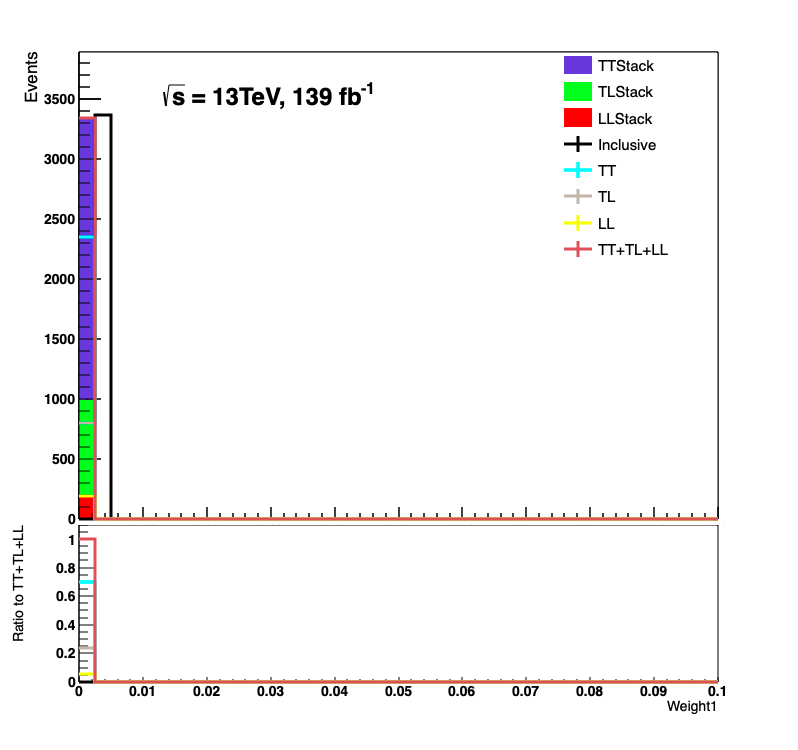 Events
3500
3000
2500
2000
1500
1000
500
0
√s = 13TeV, 139 fb⁻¹
TTStack
TLStack
LLStack
Inclusive
TT
TL
LL
TT+TL+LL
Ratio to TT+TL+LL
1
0.8
0.6
0.4
0.2
0
0 0.01 0.02 0.03 0.04 0.05 0.06 0.07 0.08 0.09 0.1
Weight1